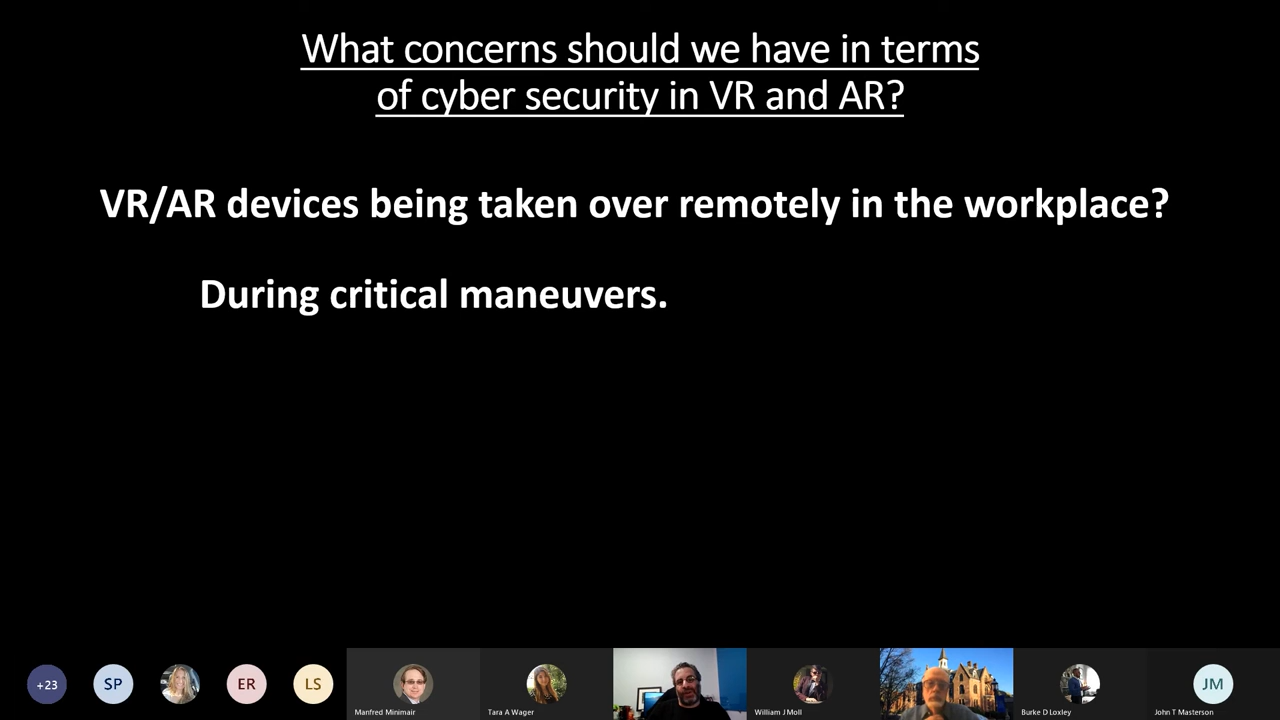 What concerns should we have in terms
of cyber security in VR and AR?
VR/AR devices being taken over remotely in the workplace?
During critical maneuvers.
+23
SP
ER
LS
JM
Manfred Minimair
Tara A Wager
William J Moll
Burke D Loxley
John T Masterson